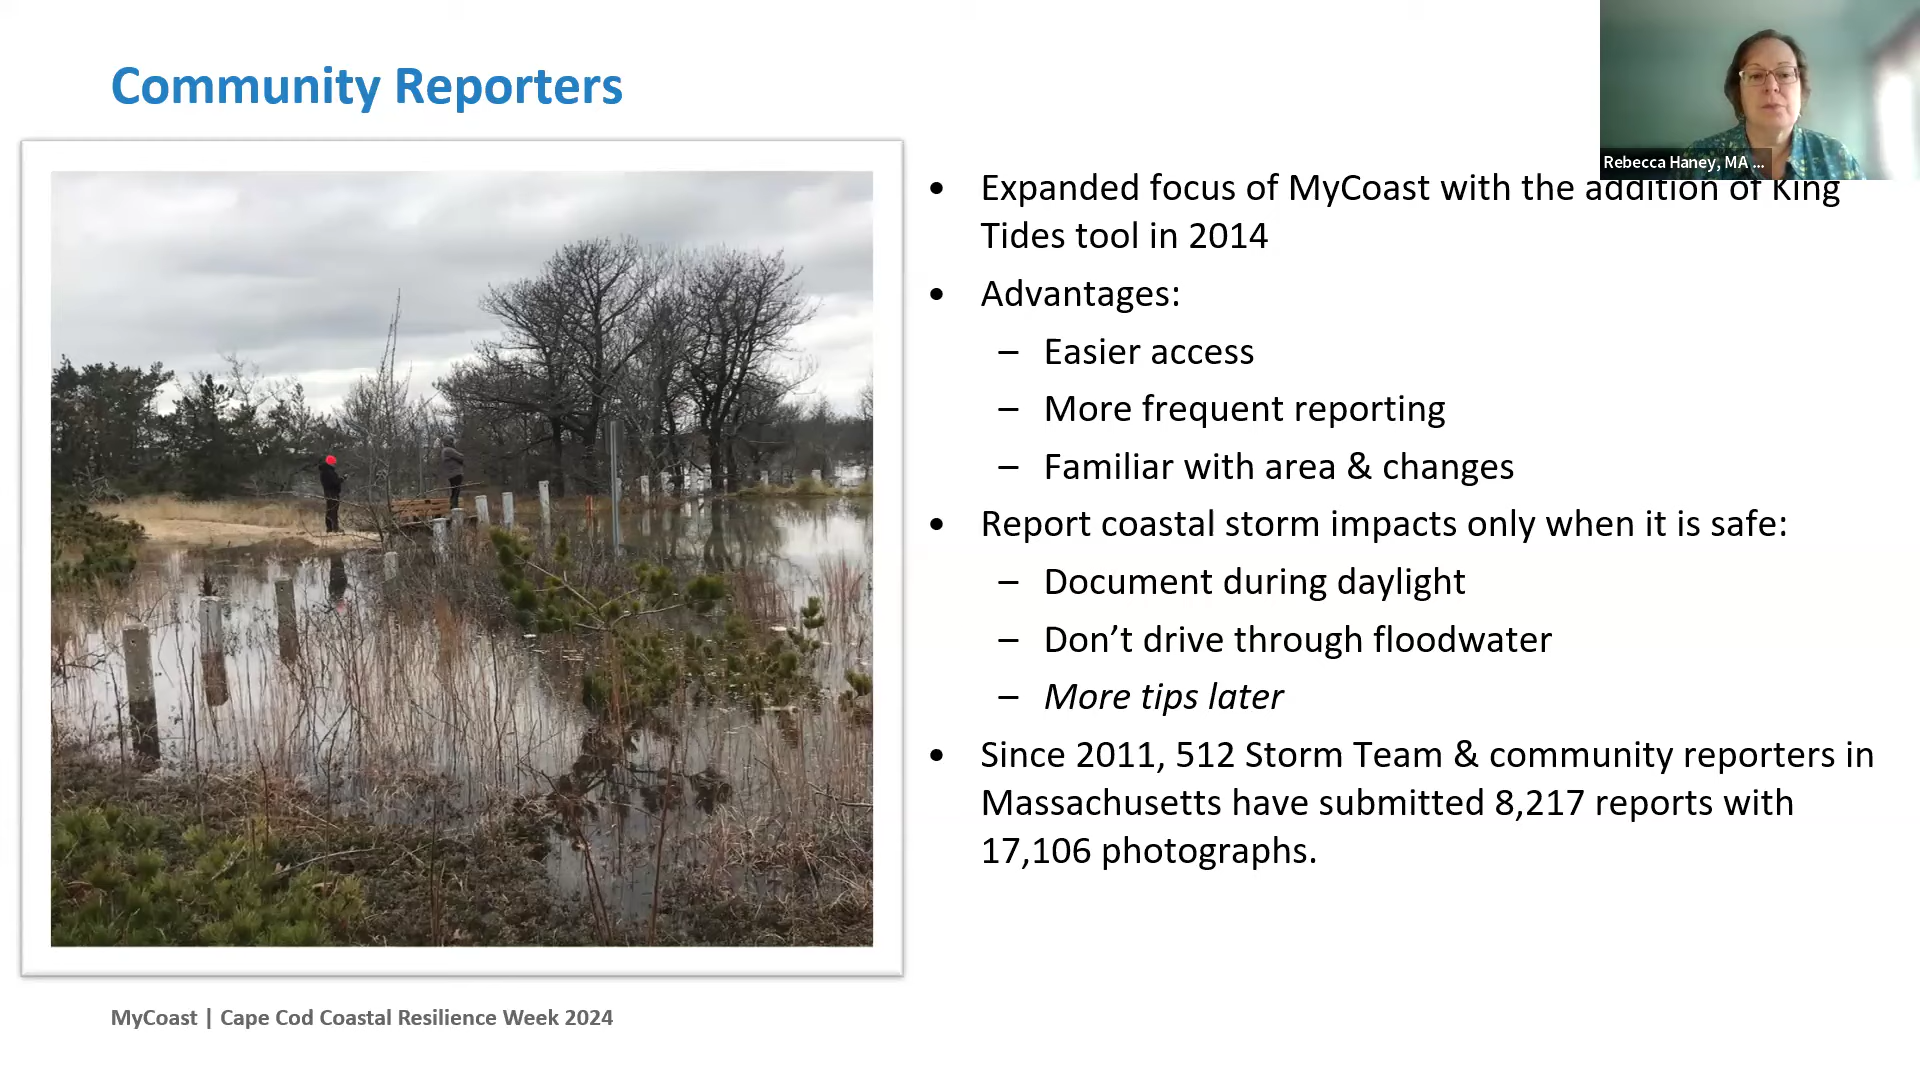 Community Reporters
Rebecca Haney, MA ...
• Expanded focus of MyCoast with the addition of King
Tides tool in 2014
• Advantages:
– Easier access
– More frequent reporting
– Familiar with area & changes
• Report coastal storm impacts only when it is safe:
– Document during daylight
– Don’t drive through floodwater
– More tips later
• Since 2011, 512 Storm Team & community reporters in
Massachusetts have submitted 8,217 reports with
17,106 photographs.
MyCoast | Cape Cod Coastal Resilience Week 2024